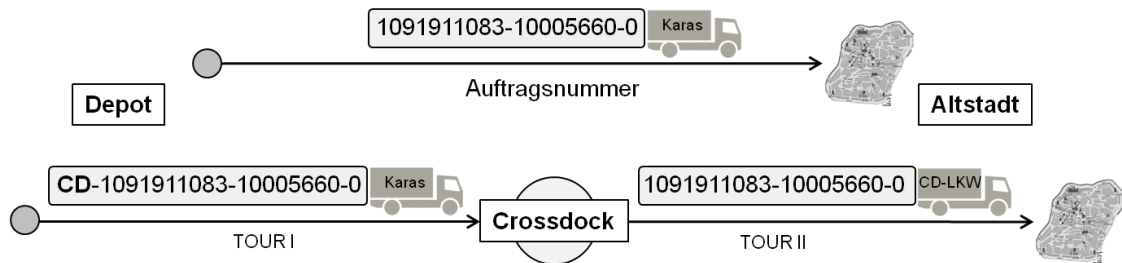 1091911083-10005660-0
Karas
Auftragsnummer
Depot
Altstadt
CD-1091911083-10005660-0
Karas
1091911083-10005660-0
CD-LKW
Crossdock
TOUR I
TOUR II